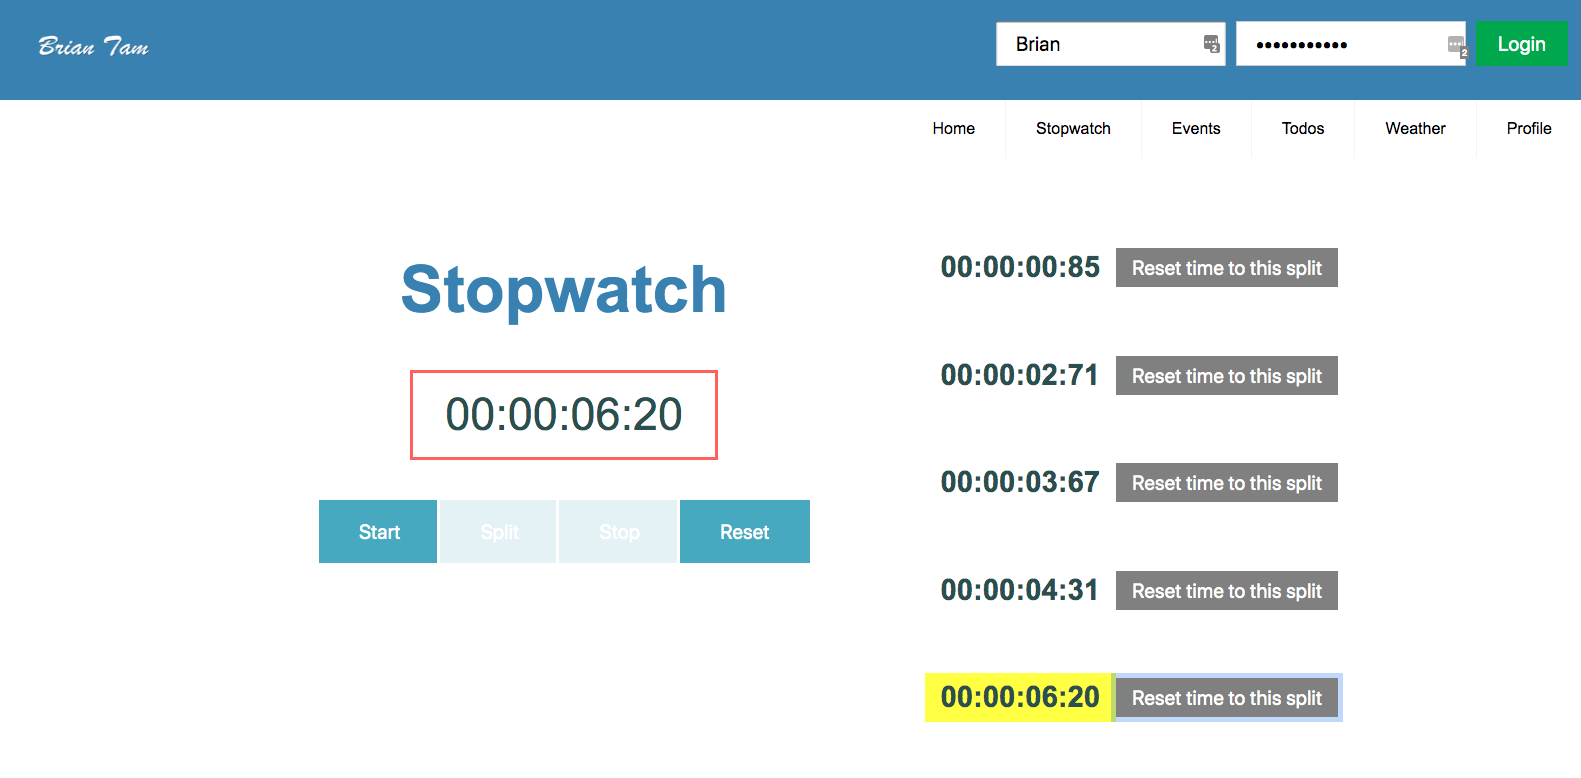 Brian Tam
Brian
2
•••••••••••
2
Login
Home Stopwatch Events Todos Weather Profile
Stopwatch
00:00:06:20
Start Split Stop Reset
00:00:00:85 Reset time to this split
00:00:02:71 Reset time to this split
00:00:03:67 Reset time to this split
00:00:04:31 Reset time to this split
00:00:06:20 Reset time to this split